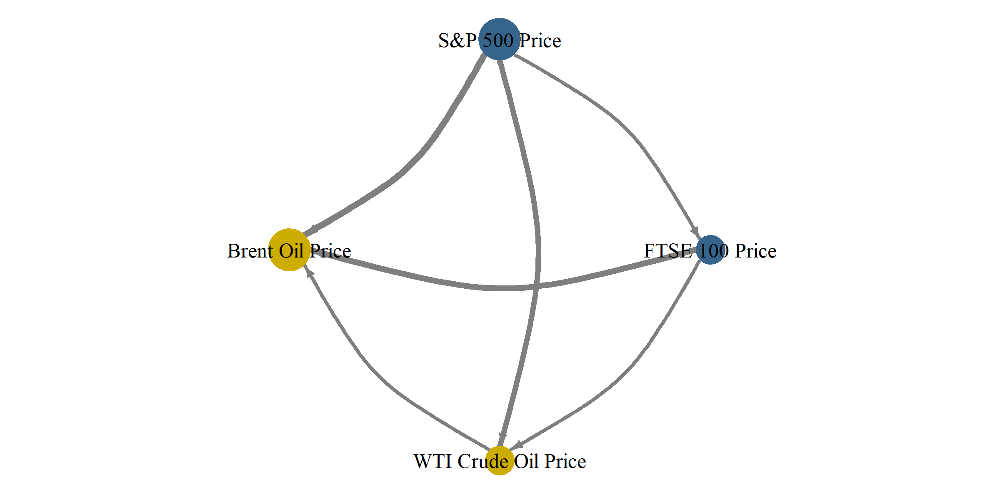 S&P 500 Price
Brent Oil Price
FTSE 100 Price
WTI Crude Oil Price